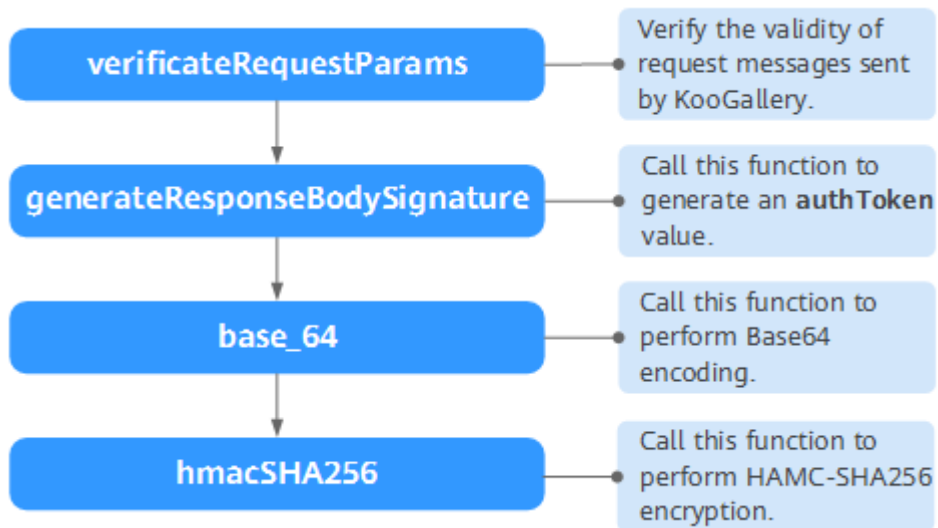 verificateRequestParams
Verify the validity of
request messages sent
by KooGallery.
generateResponseBodySignature
Call this function to
generate an authToken
value.
base_64
Call this function to
perform Base64
encoding.
hmacSHA256
Call this function to
perform HAMC-SHA256
encryption.